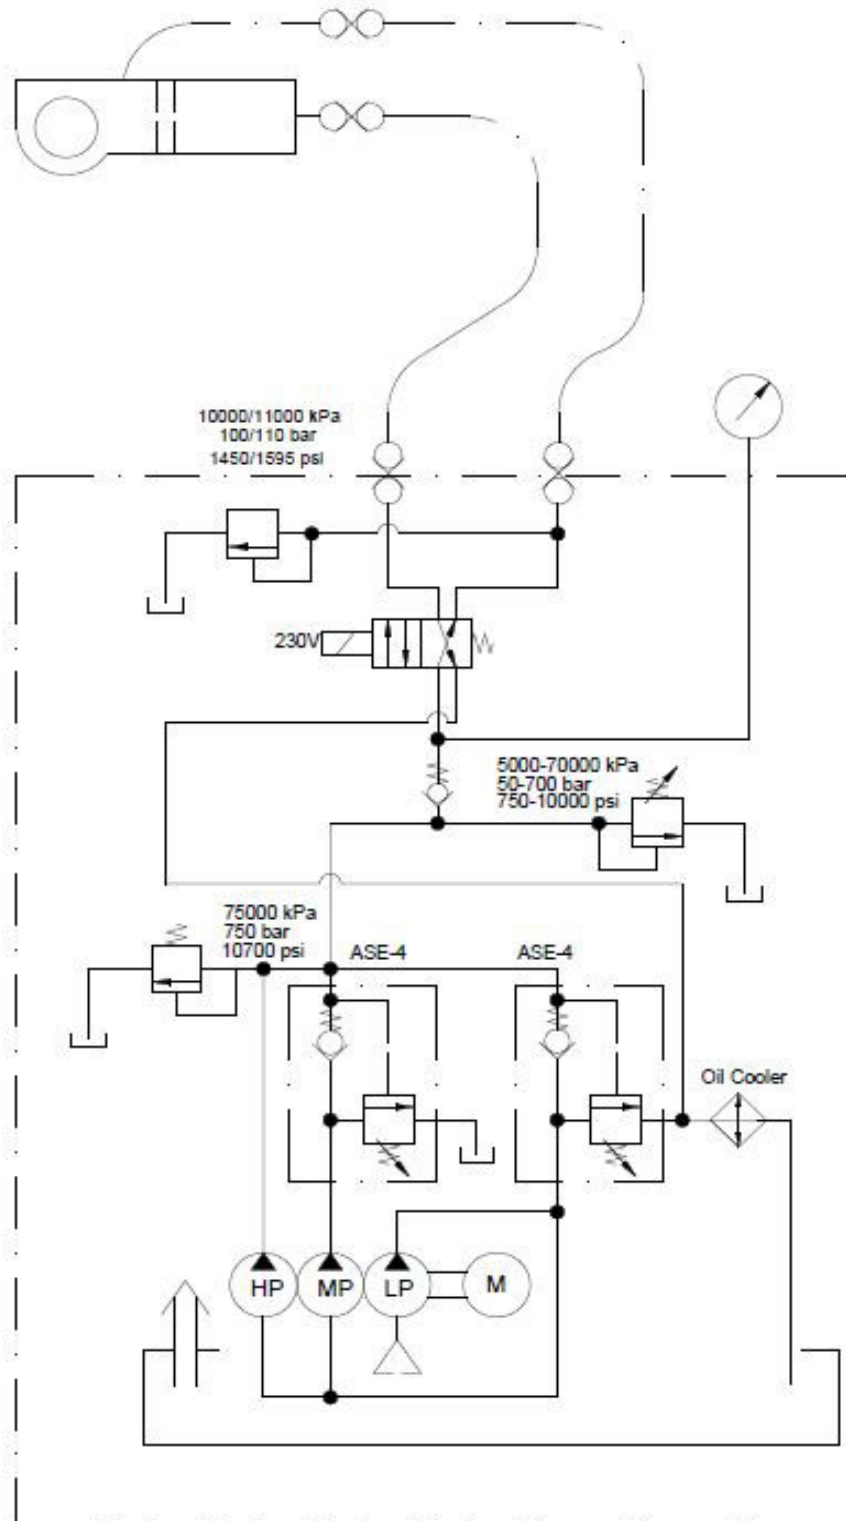 10000/11000 kPa
100/110 bar
1450/1595 psi
230V
5000-70000 kPa
50-700 bar
750-10000 psi
75000 kPa
750 bar
10700 psi
ASE-4
ASE-4
Oil Cooler
HP
MP
LP
M